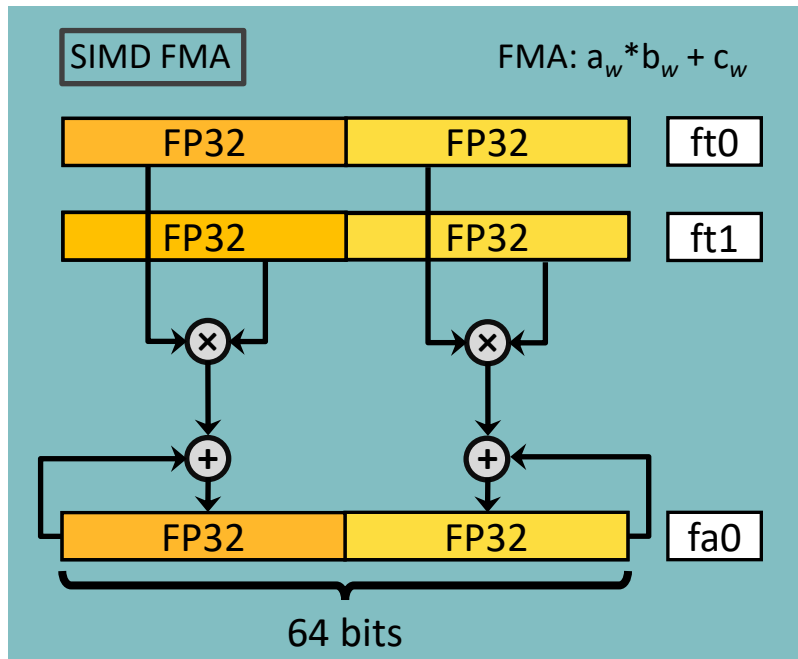 SIMD FMA
FMA: a_w*b_w + c_w
FP32 FP32 ft0
FP32 FP32 ft1
×
×
+
+
FP32 FP32 fa0
64 bits